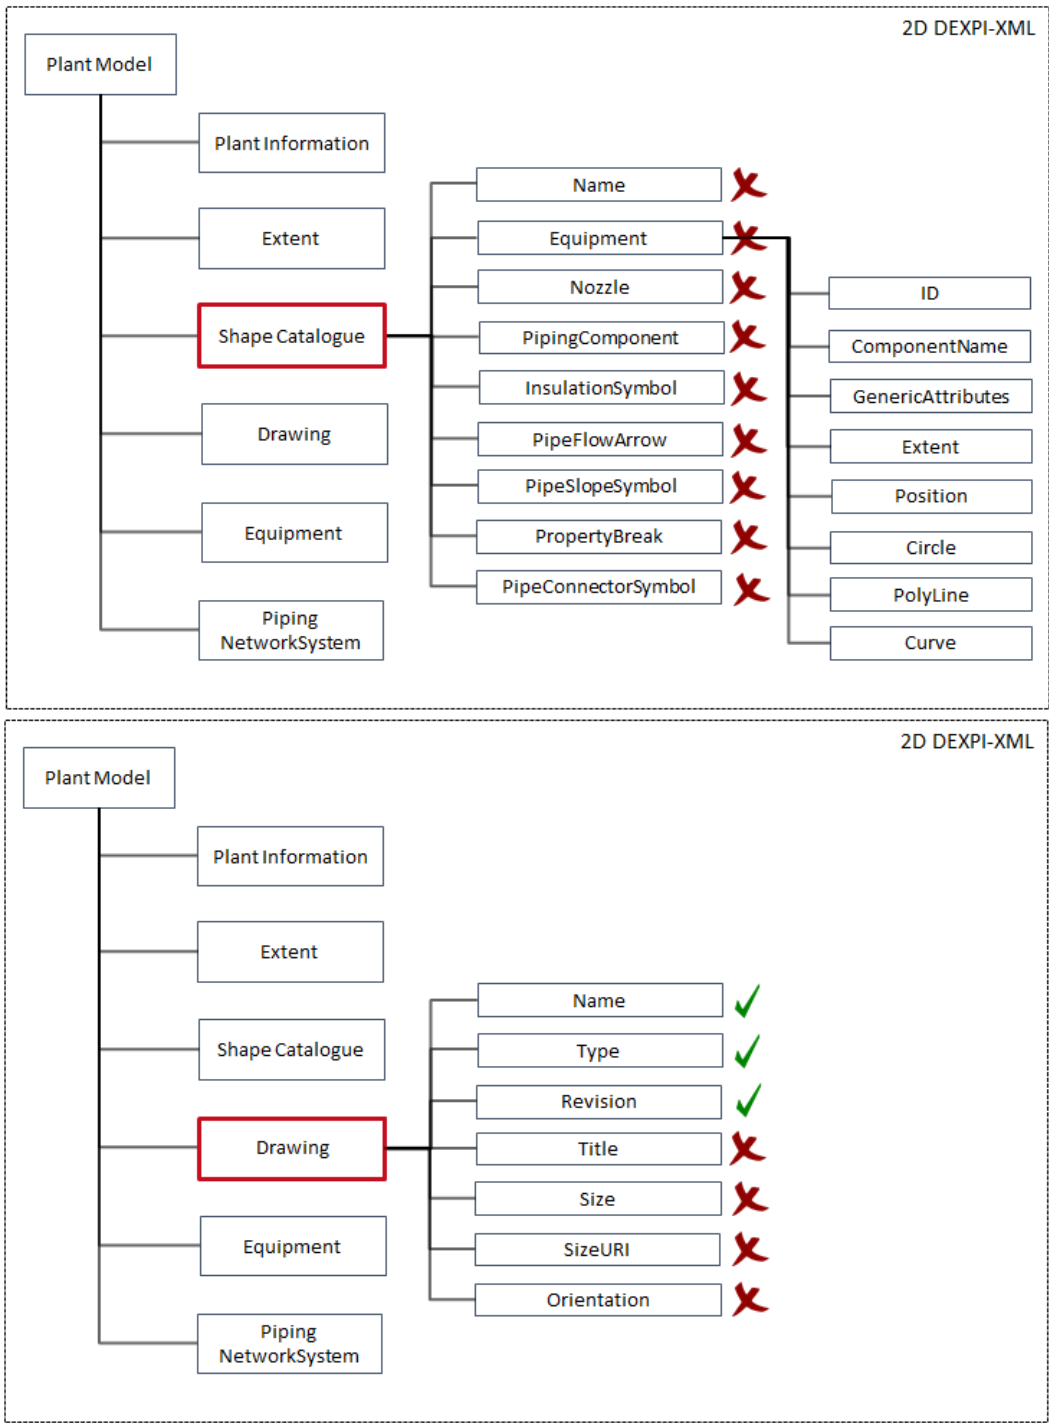 2D DEXPI-XML
Plant Model
Plant Information
Extent
Shape Catalogue
Drawing
Equipment
Piping
NetworkSystem
Name
Equipment
Nozzle
PipingComponent
InsulationSymbol
PipeFlowArrow
PipeSlopeSymbol
PropertyBreak
PipeConnectorSymbol
ID
ComponentName
GenericAttributes
Extent
Position
Circle
PolyLine
Curve
2D DEXPI-XML
Plant Model
Plant Information
Extent
Shape Catalogue
Drawing
Equipment
Piping
NetworkSystem
Name
Type
Revision
Title
Size
SizeURI
Orientation